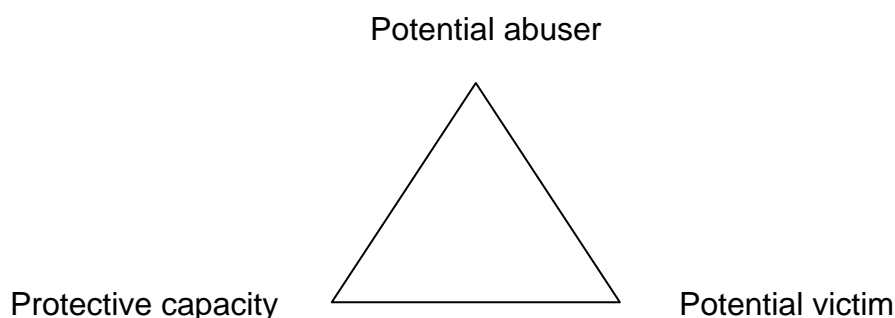 Potential abuser
Protective capacity
Potential victim